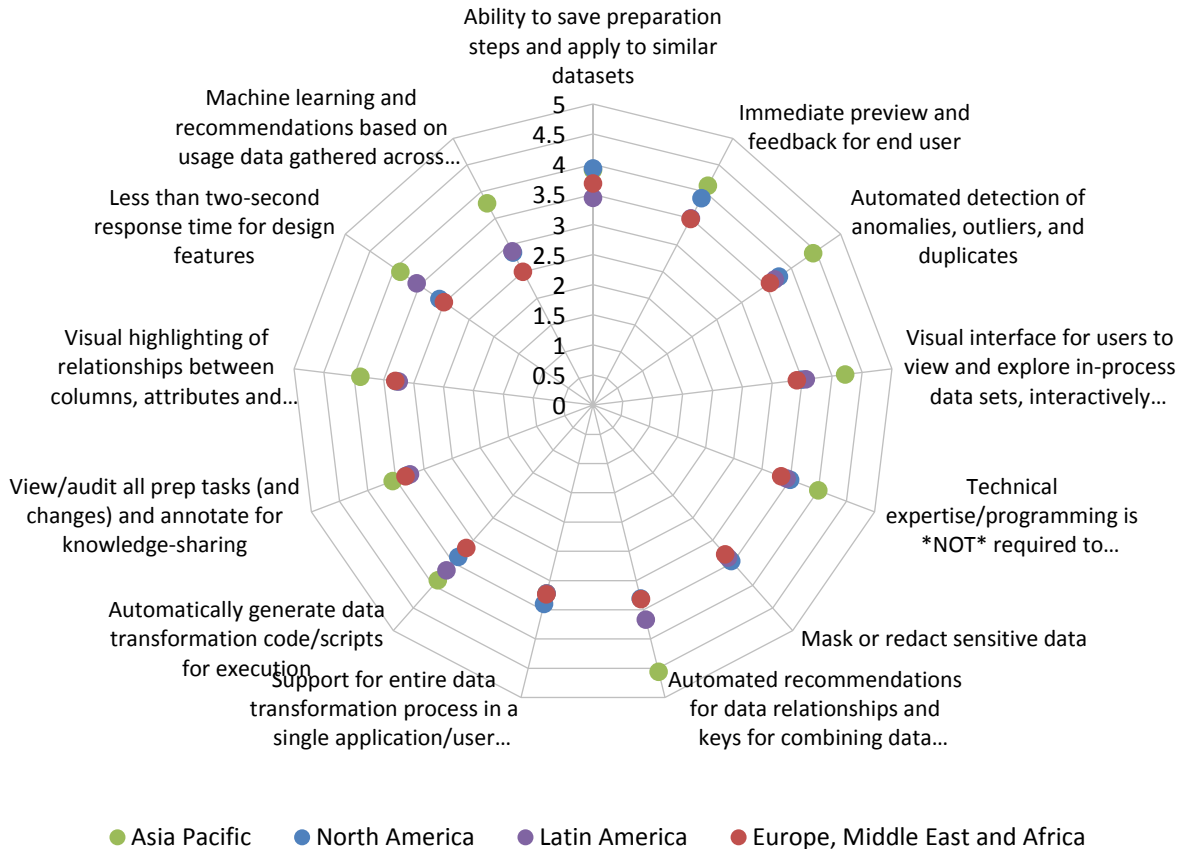 Ability to save preparation
steps and apply to similar
datasets
Immediate preview and
feedback for end user
Automated detection of
anomalies, outliers, and
duplicates
Visual interface for users to
view and explore in-process
data sets, interactively...
Technical
expertise/programming is
*NOT* required to...
Mask or redact sensitive data
Automated recommendations
for data relationships and
keys for combining data...
Support for entire data
transformation process in a
single application/user...
Automatically generate data
transformation code/scripts
for execution
View/audit all prep tasks (and
changes) and annotate for
knowledge-sharing
Visual highlighting of
relationships between
columns, attributes and...
Less than two-second
response time for design
features
Machine learning and
recommendations based on
usage data gathered across...
5
4.5
4
3.5
3
2.5
2
1.5
1
0.5
0
Asia Pacific
North America
Latin America
Europe, Middle East and Africa